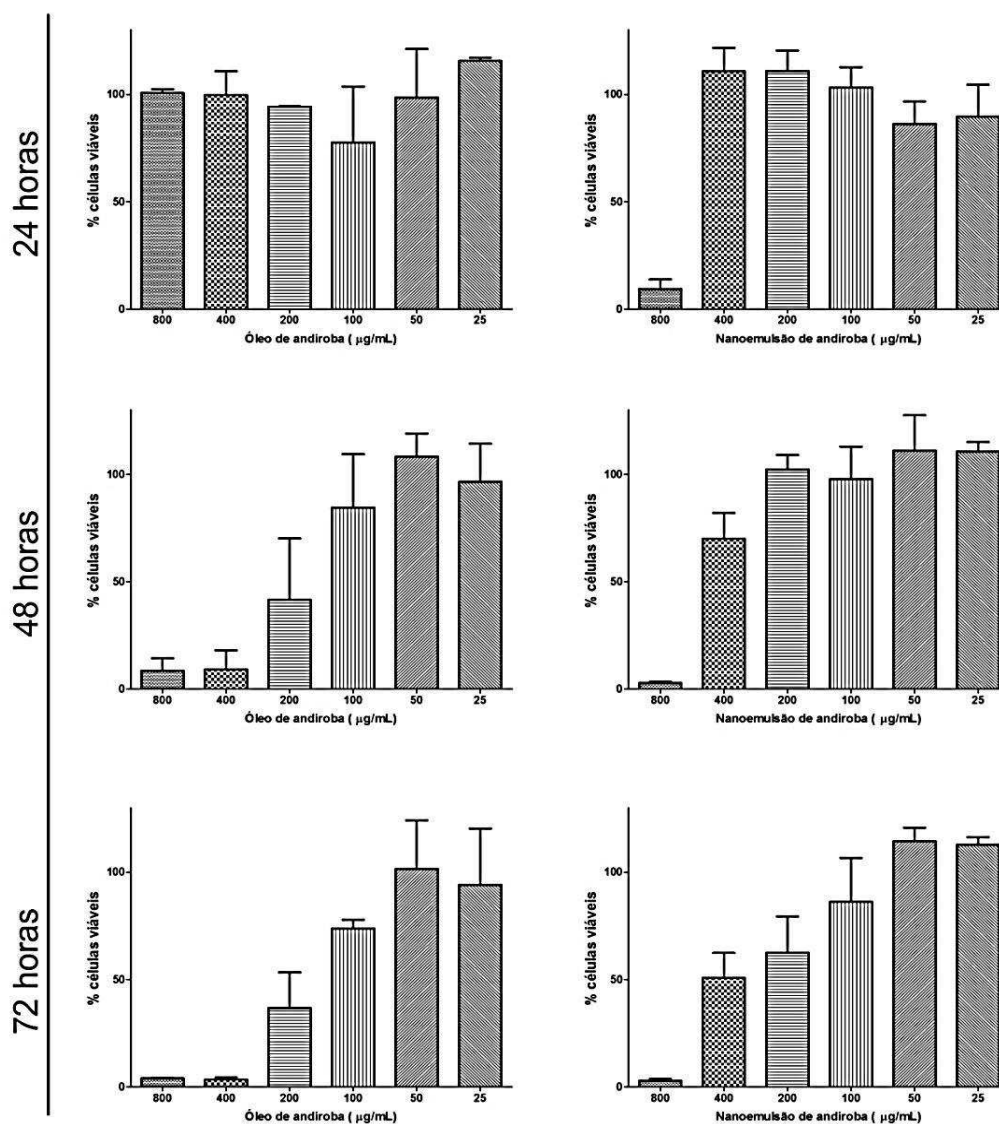 24 horas
% células viáveis
100
50
0
800 400 200 100 50 25
Óleo de andiroba ( μg/mL)
% células viáveis
100
50
0
800 400 200 100 50 25
Nanoemulsão de andiroba ( μg/mL)
48 horas
% células viáveis
100
50
0
800 400 200 100 50 25
Óleo de andiroba ( μg/mL)
% células viáveis
100
50
0
800 400 200 100 50 25
Nanoemulsão de andiroba ( μg/mL)
72 horas
% células viáveis
100
50
0
800 400 200 100 50 25
Óleo de andiroba ( μg/mL)
% células viáveis
100
50
0
800 400 200 100 50 25
Nanoemulsão de andiroba ( μg/mL)